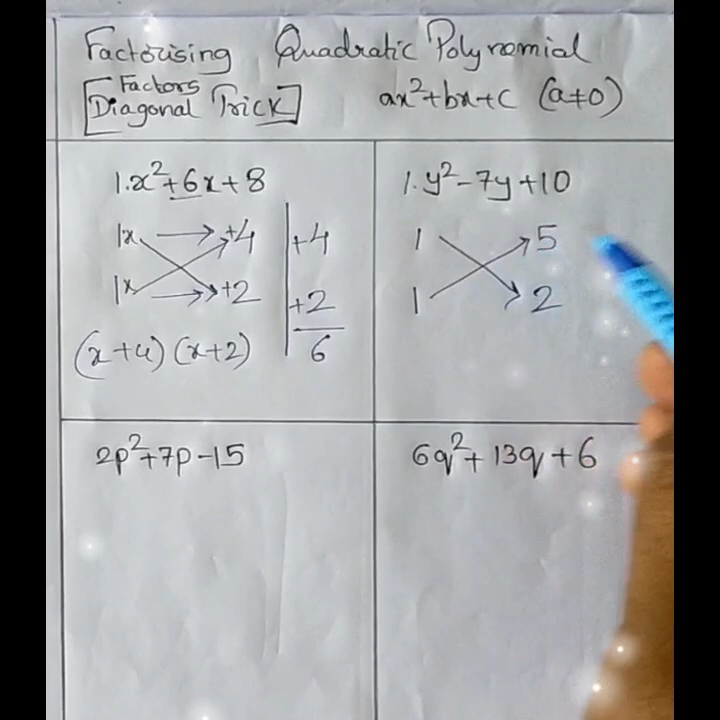 Factorising Quadratic Polynomial
[Factors Diagonal Trick] ax²+bx+c (a≠0)
1.x²+6x+8
1x → +4 | +4
1x → +2 | +2
6
(x+4)(x+2)
1.y²-7y+10
1 5
1 2
2p²+7p-15
6q²+13q+6